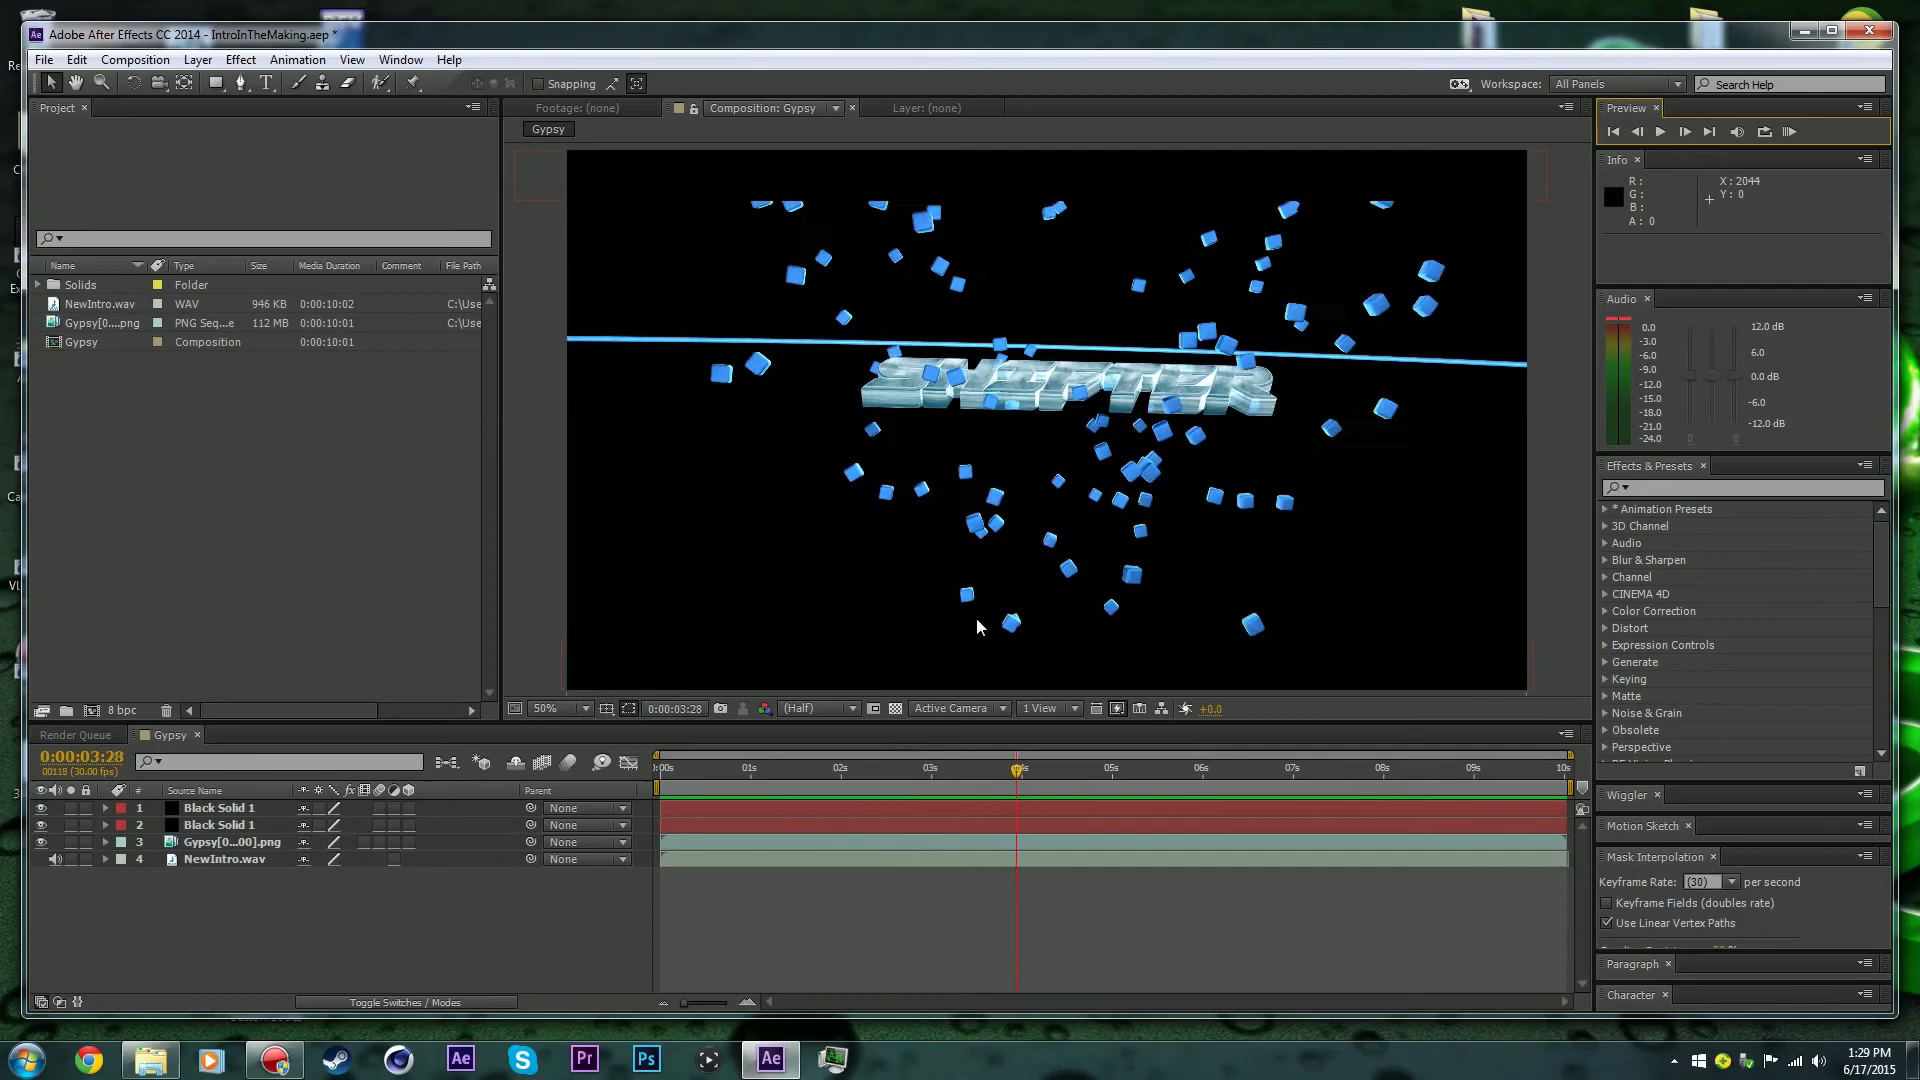 Adobe After Effects CC 2014 - IntroInTheMaking.aep *
File Edit Composition Layer Effect Animation View Window Help
Snapping
Workspace: All Panels
Search Help
Project
Footage: (none)
Composition: Gypsy
Layer: (none)
Gypsy
Name Type Size Media Duration Comment File Path
Solids Folder
NewIntro.wav WAV 946 KB 0:00:10:02 C:\Use
Gypsy[0....png PNG Seq...e 112 MB 0:00:10:01 C:\Use
Gypsy Composition 0:00:10:01
8 bpc
50% 0:00:03:28 (Half) Active Camera 1 View +0.0
Preview
Info
R: X: 2044
G: Y: 0
B:
A: 0
Audio
0.0
-3.0
-6.0
-9.0
-12.0
-15.0
-18.0
-21.0
-24.0
12.0 dB
6.0
0.0 dB
-6.0
-12.0 dB
0 0
Effects & Presets
* Animation Presets
3D Channel
Audio
Blur & Sharpen
Channel
CINEMA 4D
Color Correction
Distort
Expression Controls
Generate
Keying
Matte
Noise & Grain
Obsolete
Perspective
Wiggler
Motion Sketch
Mask Interpolation
Keyframe Rate: (30) per second
Keyframe Fields (doubles rate)
Use Linear Vertex Paths
Paragraph
Character
Render Queue Gypsy
0:00:03:28
00118 (30.00 fps)
01s 02s 03s 05s 06s 07s 08s 09s 10s
# Source Name fx Parent
1 Black Solid 1 None
2 Black Solid 1 None
3 Gypsy[0...00].png None
4 NewIntro.wav None
Toggle Switches / Modes
Ae
S
Pr
Ps
Ae
1:29 PM
6/17/2015